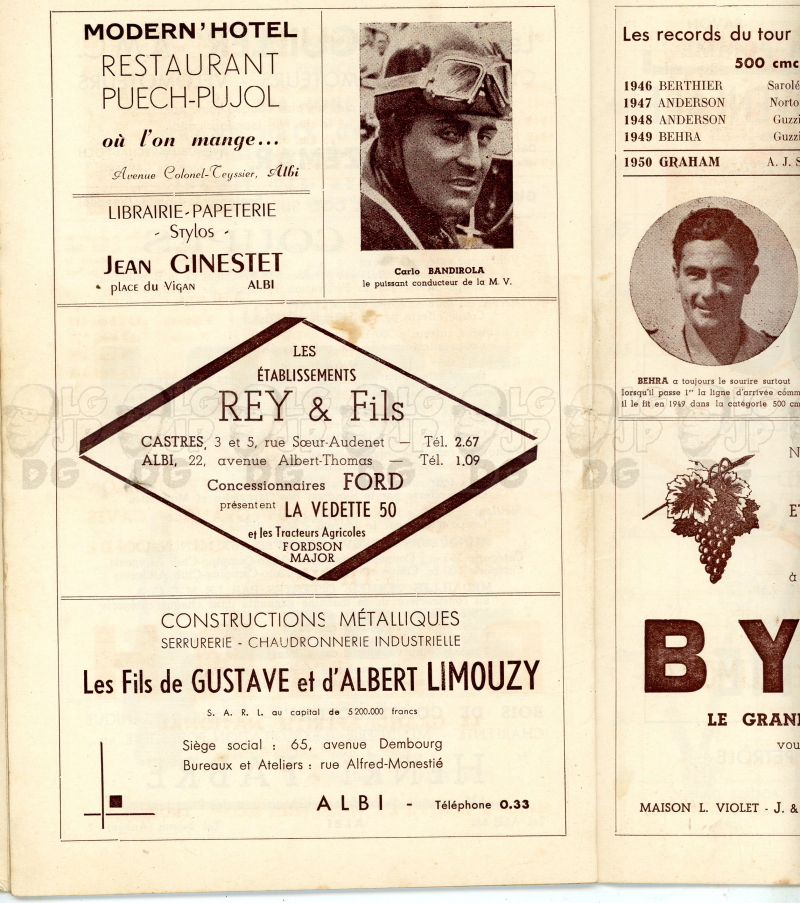 MODERN'HOTEL
RESTAURANT
PUECH-PUJOL
où l'on mange...
Avenue Colonel-Teyssier, Albi
LIBRAIRIE-PAPETERIE
- Stylos -
JEAN GINESTET
place du Vigan ALBI
Carlo BANDIROLA
le puissant conducteur de la M. V.
LES
ÉTABLISSEMENTS
REY & Fils
CASTRES, 3 et 5, rue Sœur-Audenet — Tél. 2.67
ALBI, 22, avenue Albert-Thomas — Tél. 1.09
Concessionnaires FORD
présentent LA VEDETTE 50
et les Tracteurs Agricoles
FORDSON
MAJOR
CONSTRUCTIONS MÉTALLIQUES
SERRURERIE - CHAUDRONNERIE INDUSTRIELLE
Les Fils de GUSTAVE et d'ALBERT LIMOUZY
S. A. R. L. au capital de 5 200.000 francs
Siège social : 65, avenue Dembourg
Bureaux et Ateliers : rue Alfred-Monestié
ALBI - Téléphone 0.33
Les records du tour
500 cmc
1946 BERTHIER Sarolé
1947 ANDERSON Norto
1948 ANDERSON Guzzi
1949 BEHRA Guzzi
1950 GRAHAM A. J. S
BEHRA a toujours le sourire surtout
lorsqu'il passe 1er la ligne d'arrivée comm
il le fit en 1949 dans la catégorie 500 cm
N
ET
à
BY
LE GRAN
vou
MAISON L. VIOLET - J. &